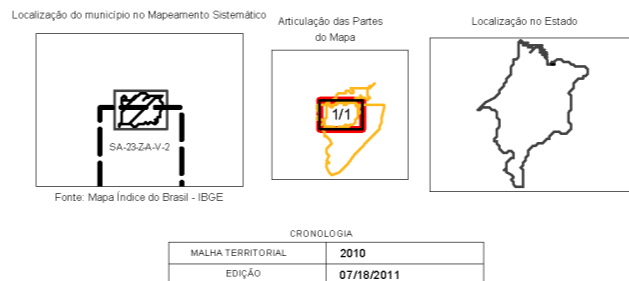 Localização do município no Mapeamento Sistemático
Articulação das Partes
do Mapa
Localização no Estado
1/1
SA-23-Z-A-V-2
Fonte: Mapa Índice do Brasil - IBGE
CRONOLOGIA
MALHA TERRITORIAL 2010
EDIÇÃO 07/18/2011